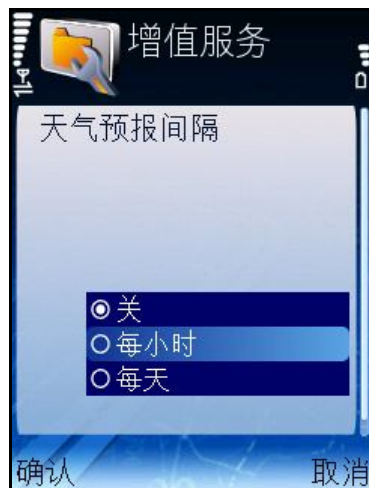 增值服务
天气预报间隔
关
每小时
每天
确认 取消